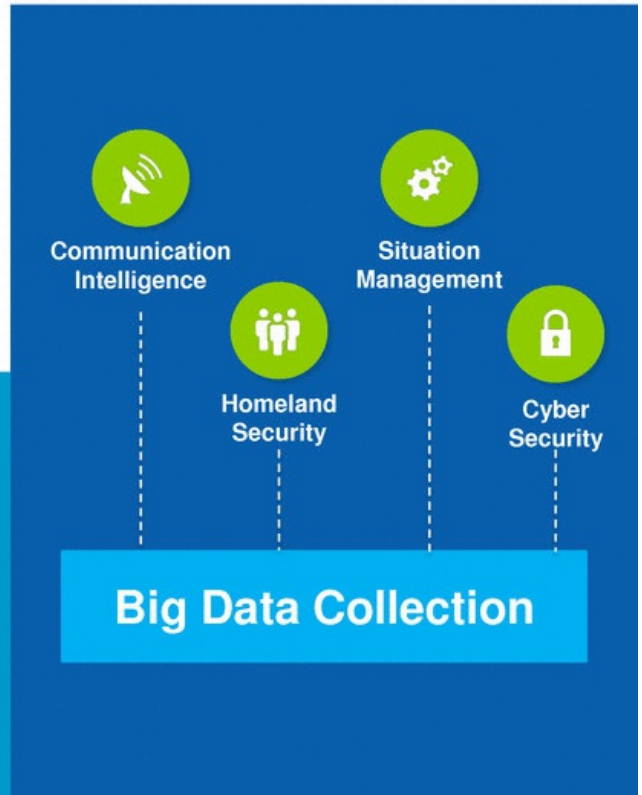 Communication
Intelligence
Situation
Management
Homeland
Security
Cyber
Security
Big Data Collection